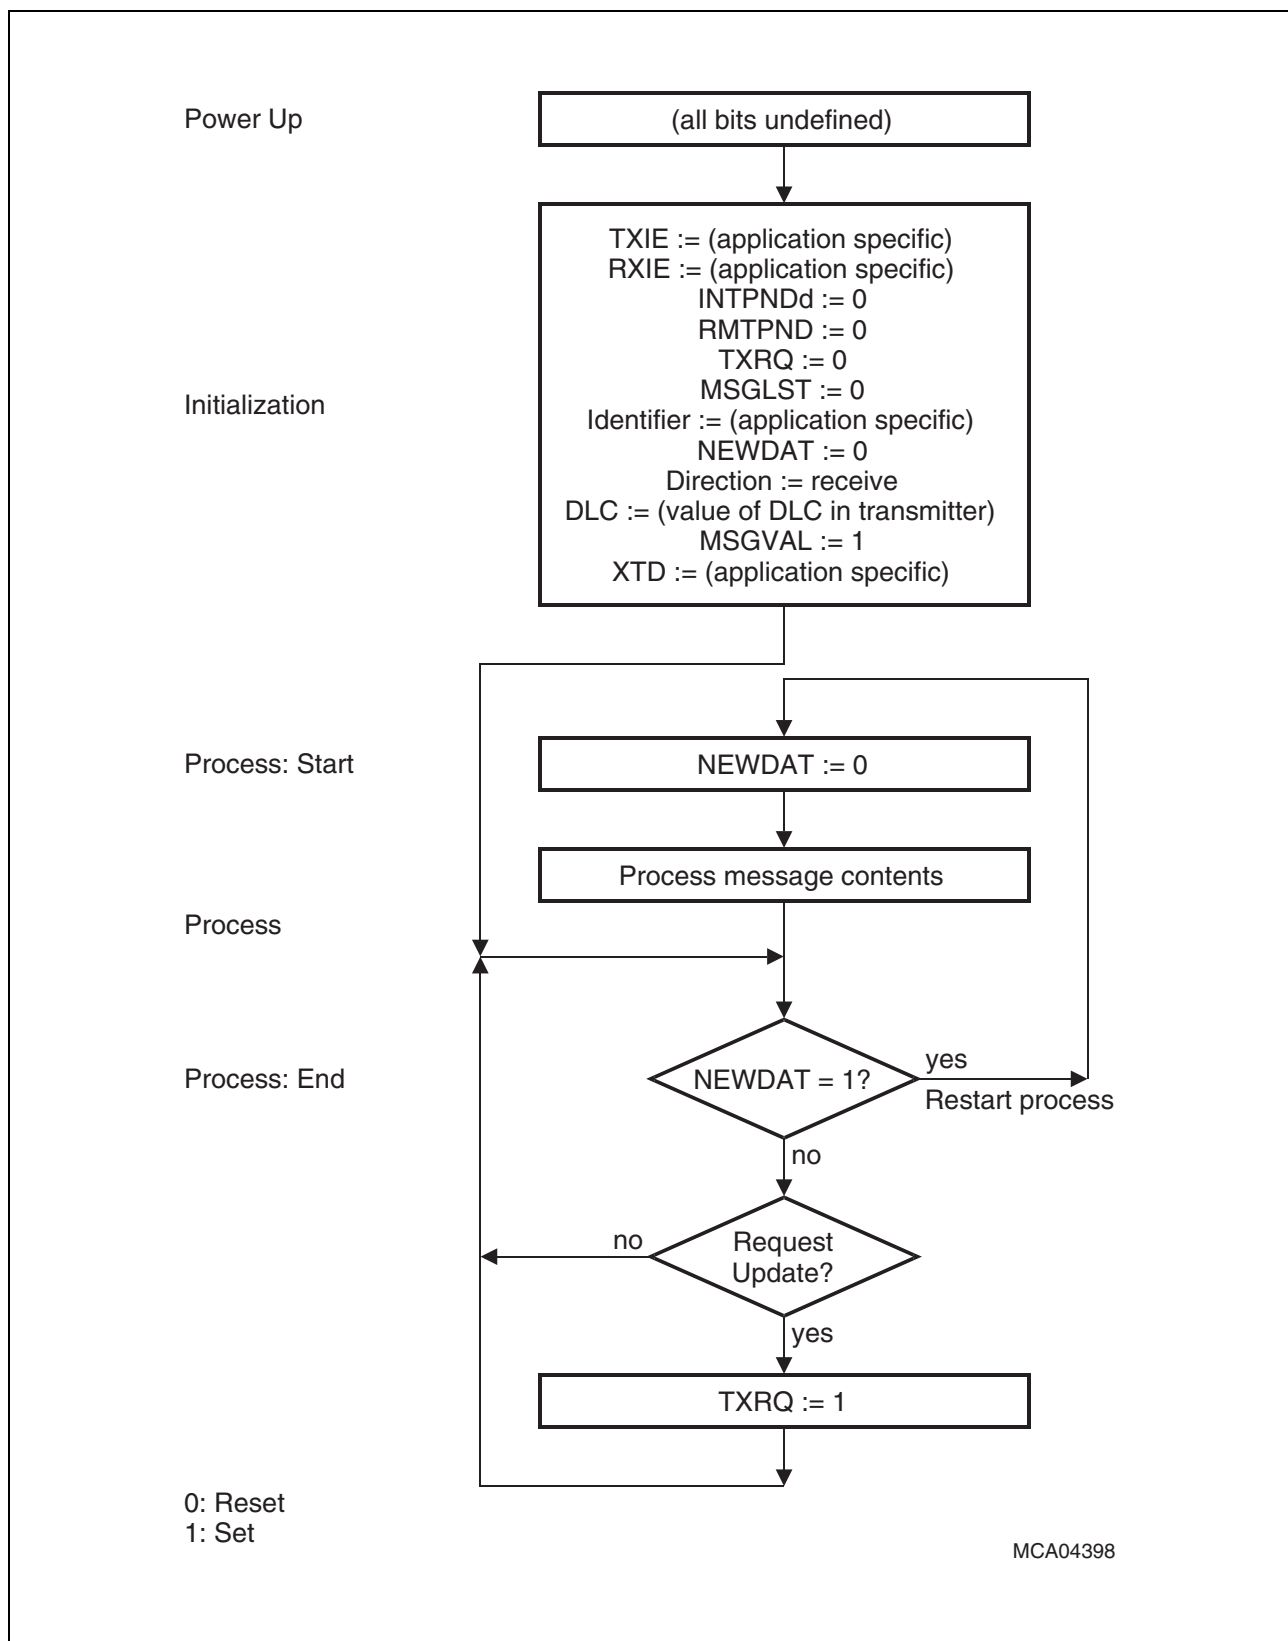 Power Up
(all bits undefined)
TXIE := (application specific)
RXIE := (application specific)
INTPNDd := 0
RMTPND := 0
TXRQ := 0
MSGLST := 0
Initialization
Identifier := (application specific)
NEWDAT := 0
Direction := receive
DLC := (value of DLC in transmitter)
MSGVAL := 1
XTD := (application specific)
Process: Start
NEWDAT := 0
Process message contents
Process
Process: End
NEWDAT = 1?
yes
Restart process
no
no
Request
Update?
yes
TXRQ := 1
0: Reset
1: Set
MCA04398